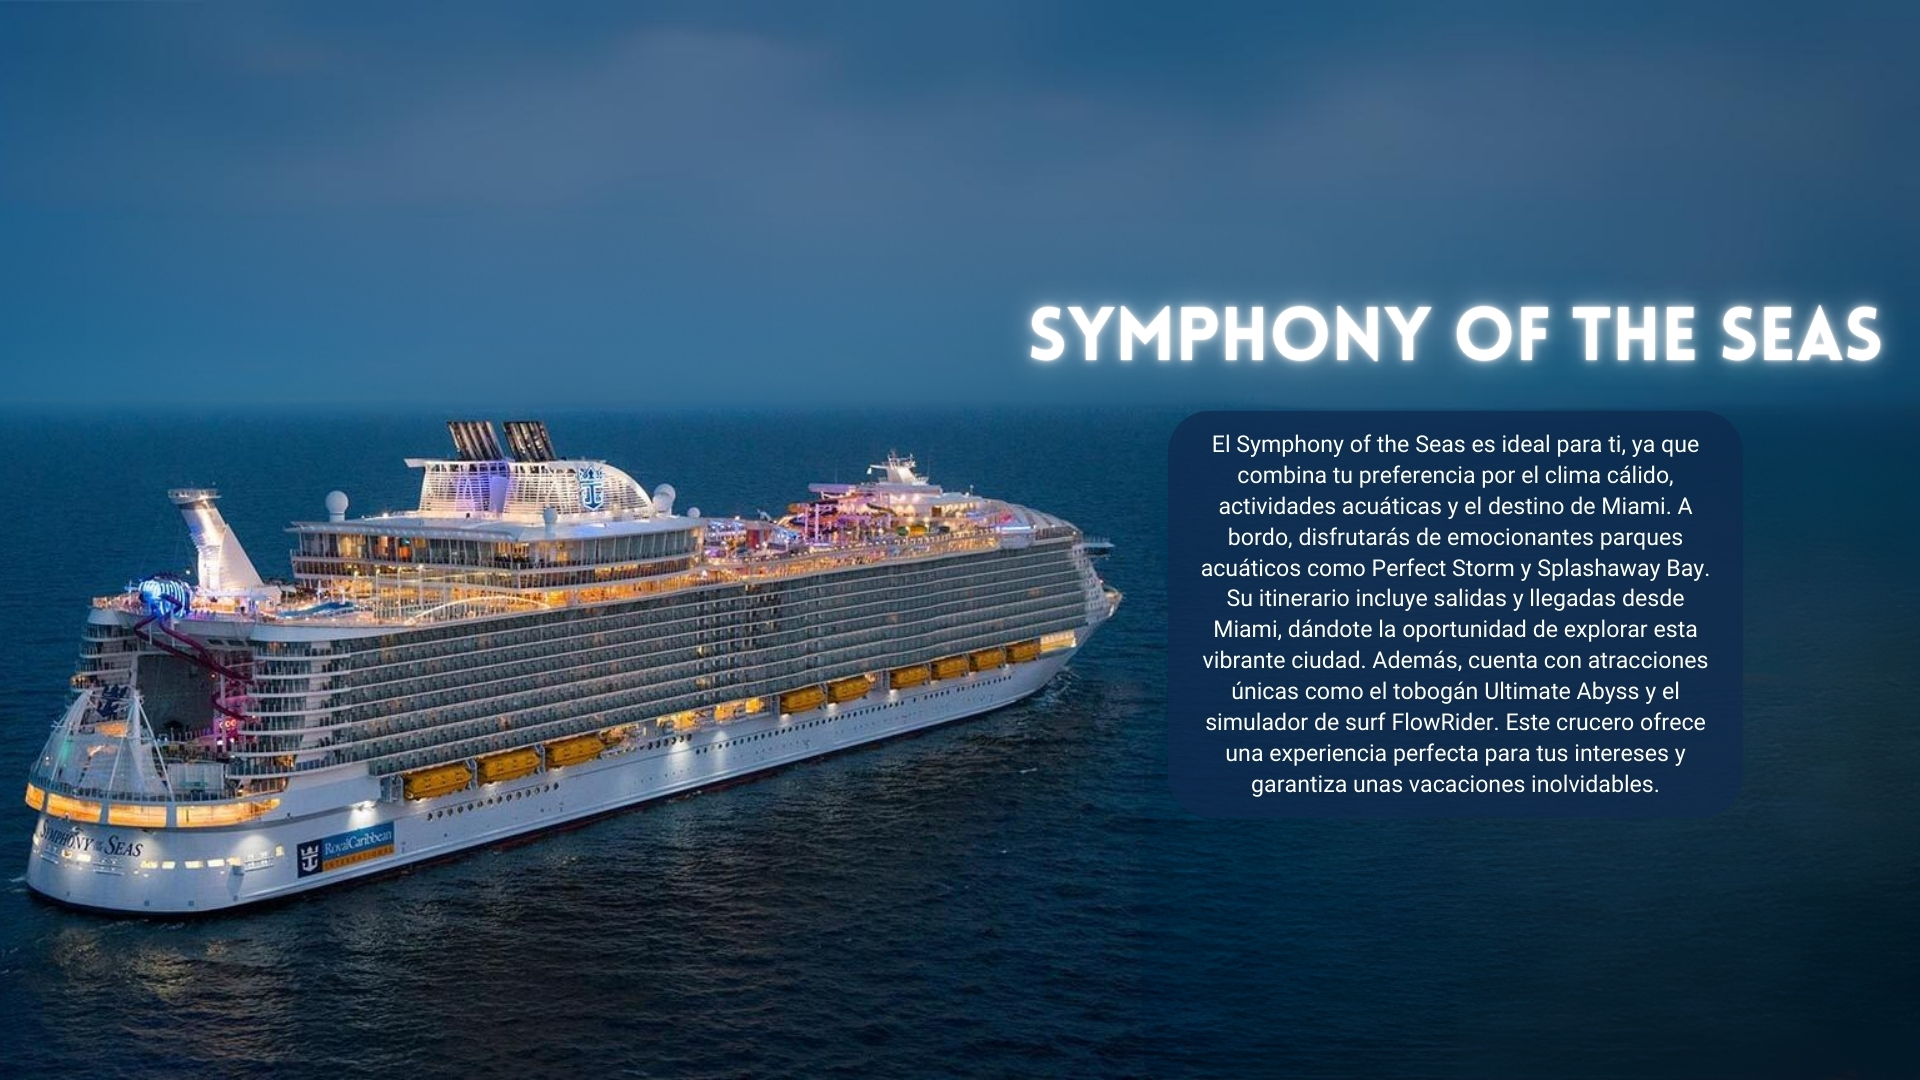 SYMPHONY OF THE SEAS
El Symphony of the Seas es ideal para ti, ya que
combina tu preferencia por el clima cálido,
actividades acuáticas y el destino de Miami. A
bordo, disfrutarás de emocionantes parques
acuáticos como Perfect Storm y Splashaway Bay.
Su itinerario incluye salidas y llegadas desde
Miami, dándote la oportunidad de explorar esta
vibrante ciudad. Además, cuenta con atracciones
únicas como el tobogán Ultimate Abyss y el
simulador de surf FlowRider. Este crucero ofrece
una experiencia perfecta para tus intereses y
garantiza unas vacaciones inolvidables.
SYMPHONY OF THE SEAS
RoyalCaribbean
INTERNATIONAL